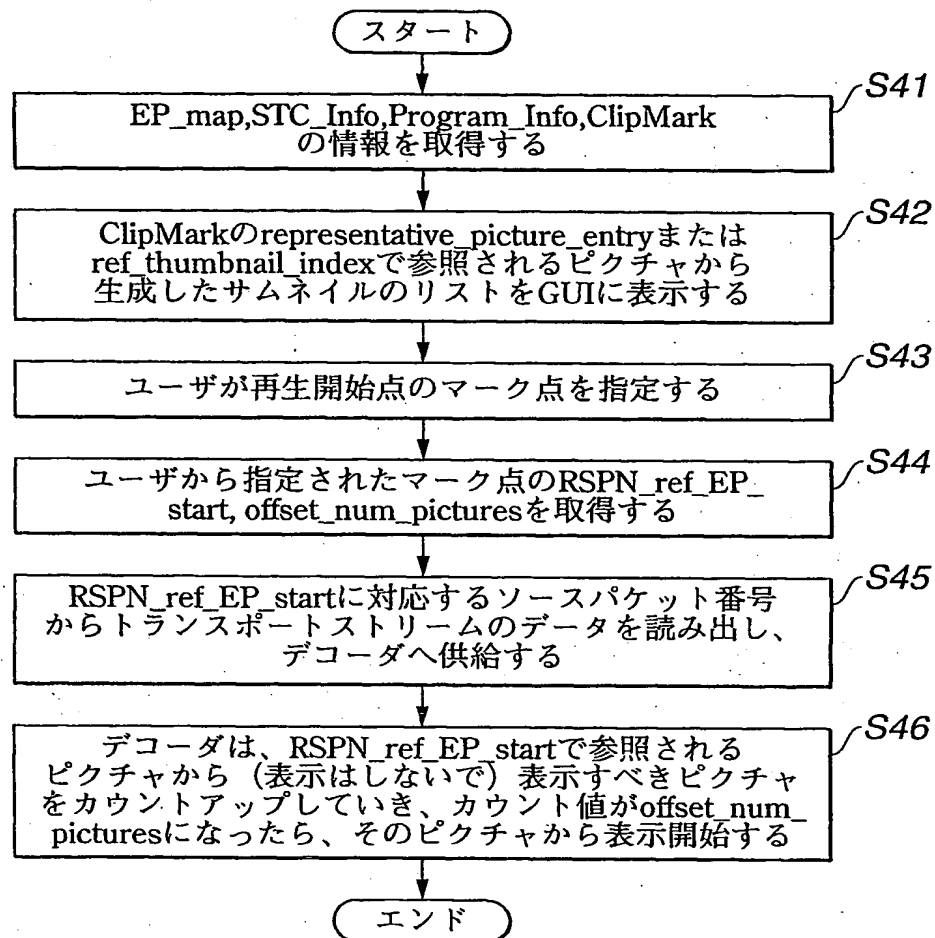 スタート
S41
EP_map,STC_Info,Program_Info,ClipMark
の情報を取得する
S42
ClipMarkのrepresentative_picture_entryまたは
ref_thumbnail_indexで参照されるピクチャから
生成したサムネイルのリストをGUIに表示する
S43
ユーザが再生開始点のマーク点を指定する
S44
ユーザから指定されたマーク点のRSPN_ref_EP_
start, offset_num_picturesを取得する
S45
RSPN_ref_EP_startに対応するソースパケット番号
からトランスポートストリームのデータを読み出し、
デコーダへ供給する
S46
デコーダは、RSPN_ref_EP_startで参照される
ピクチャから（表示はしないで）表示すべきピクチャ
をカウントアップしていき、カウント値がoffset_num_
picturesになったら、そのピクチャから表示開始する
エンド